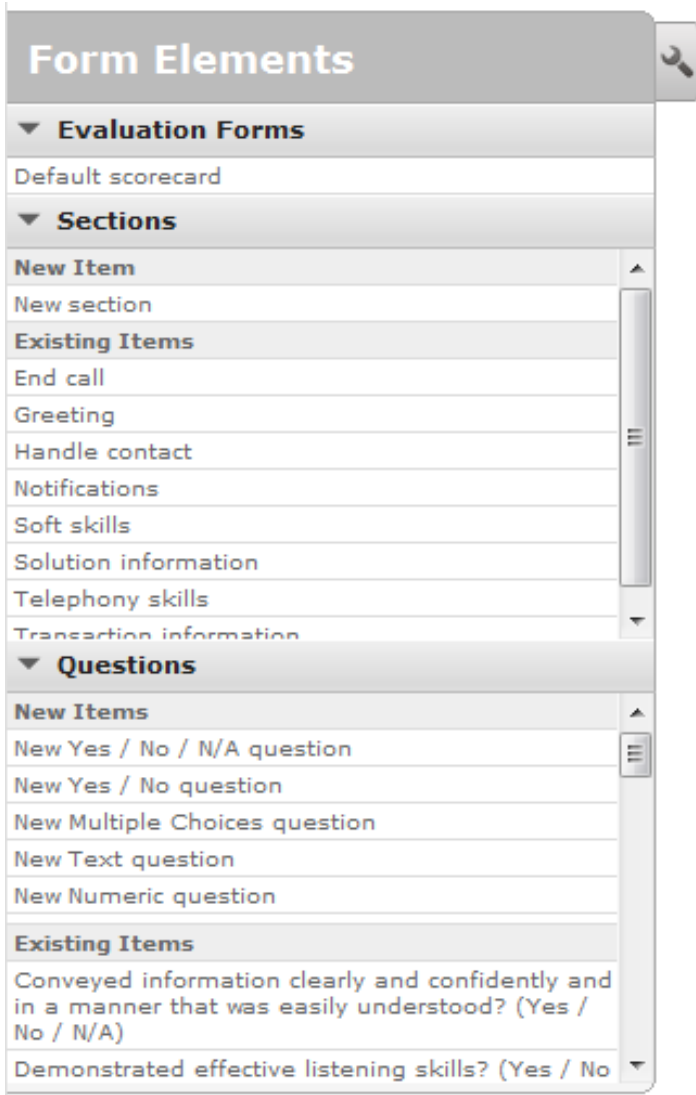 Form Elements
Evaluation Forms
Default scorecard
Sections
New Item
New section
Existing Items
End call
Greeting
Handle contact
Notifications
Soft skills
Solution information
Telephony skills
Transaction information
Questions
New Items
New Yes / No / N/A question
New Yes / No question
New Multiple Choices question
New Text question
New Numeric question
Existing Items
Conveyed information clearly and confidently and
in a manner that was easily understood? (Yes /
No / N/A)
Demonstrated effective listening skills? (Yes / No